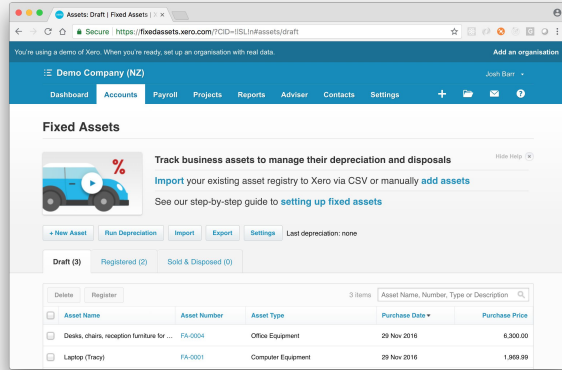 Assets: Draft | Fixed Assets |
Secure | https://fixedassets.xero.com/?CID=!ISL!n#assets/draft
You're using a demo of Xero. When you're ready, set up an organisation with real data. Add an organisation
Demo Company (NZ) Josh Barr
Dashboard Accounts Payroll Projects Reports Adviser Contacts Settings + ?
Fixed Assets
%
Track business assets to manage their depreciation and disposals Hide Help
Import your existing asset registry to Xero via CSV or manually add assets
See our step-by-step guide to setting up fixed assets
+ New Asset Run Depreciation Import Export Settings Last depreciation: none
Draft (3) Registered (2) Sold & Disposed (0)
Delete Register 3 items Asset Name, Number, Type or Description
Asset Name Asset Number Asset Type Purchase Date Purchase Price
Desks, chairs, reception furniture for ... FA-0004 Office Equipment 29 Nov 2016 6,300.00
Laptop (Tracy) FA-0001 Computer Equipment 29 Nov 2016 1,969.99